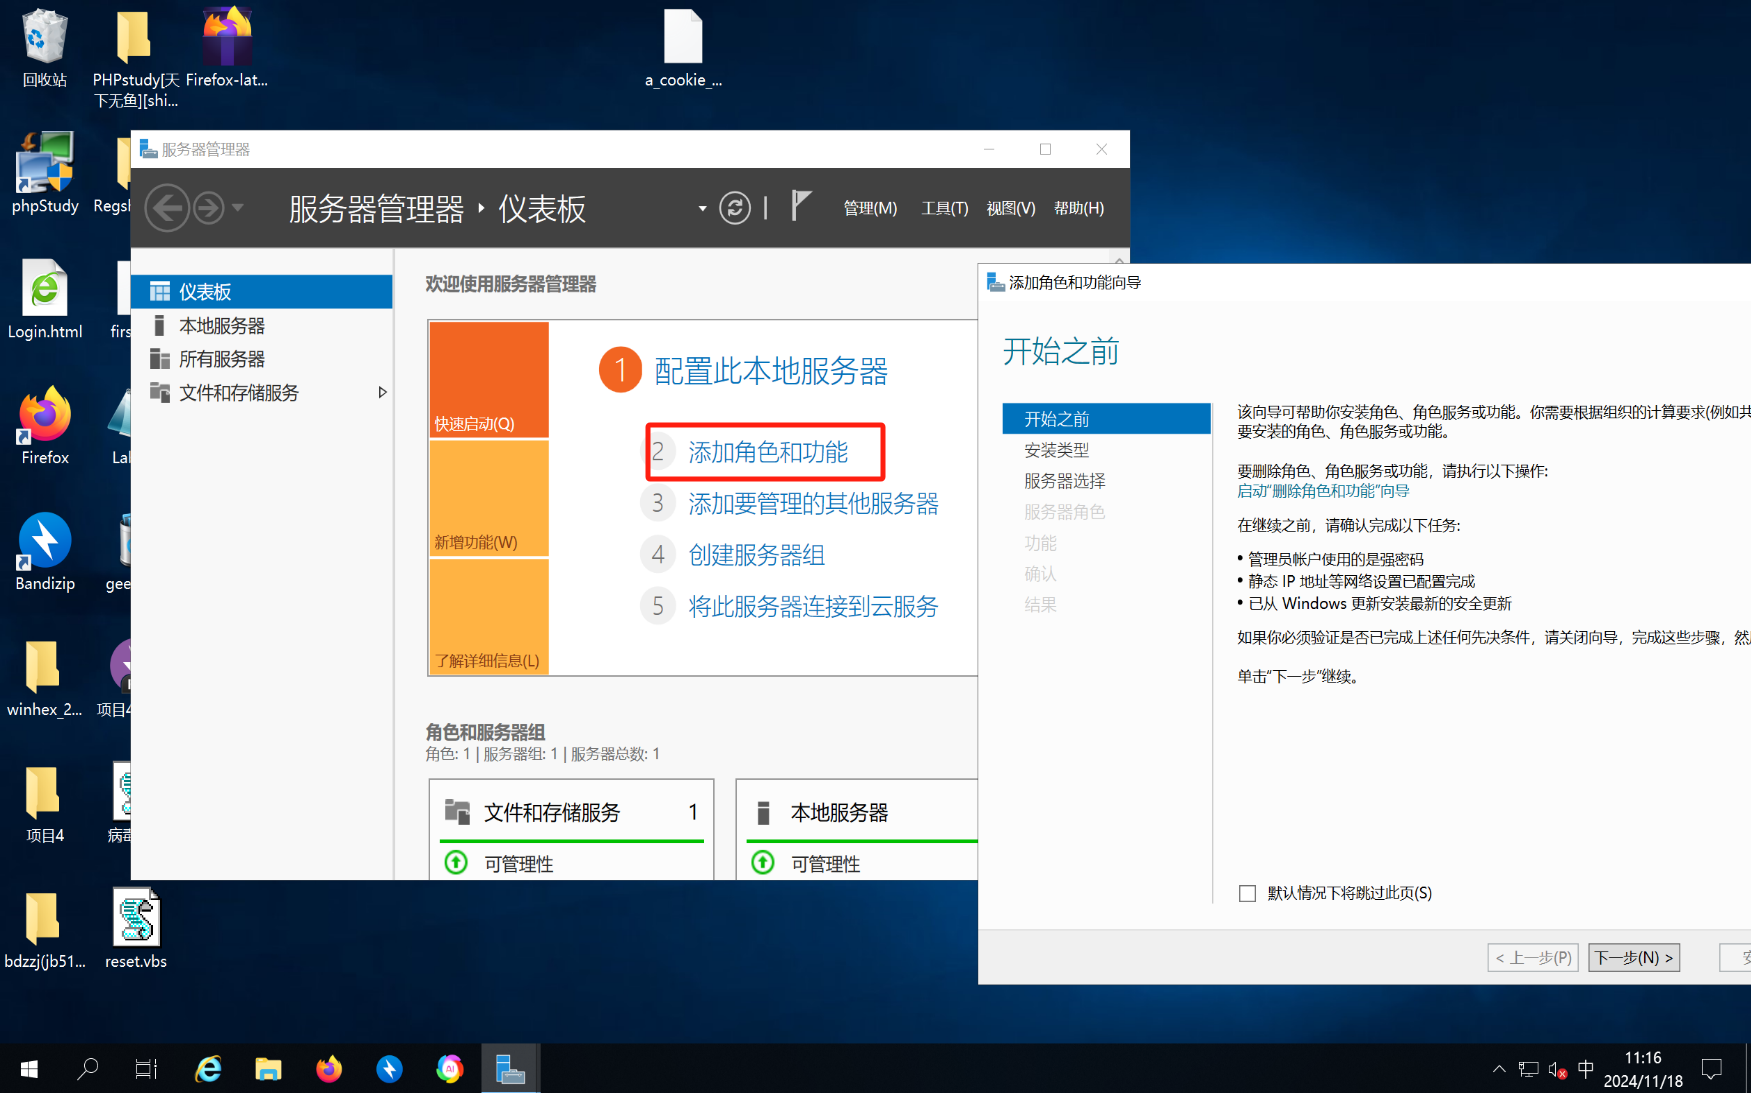 回收站
PHPstudy[天
下无鱼][shi...
Firefox-lat...
a_cookie_...
phpStudy
Regsh
Login.html
firs
Firefox
Lal
Bandizip
gee
winhex_2...
项目4
项目4
病毒
bdzzj(jb51...
reset.vbs
服务器管理器
服务器管理器 ‣ 仪表板
管理(M)
工具(T)
视图(V)
帮助(H)
仪表板
本地服务器
所有服务器
文件和存储服务
欢迎使用服务器管理器
快速启动(Q)
新增功能(W)
了解详细信息(L)
1 配置此本地服务器
2 添加角色和功能
3 添加要管理的其他服务器
4 创建服务器组
5 将此服务器连接到云服务
角色和服务器组
角色: 1 | 服务器组: 1 | 服务器总数: 1
文件和存储服务 1
可管理性
本地服务器
可管理性
添加角色和功能向导
开始之前
开始之前
安装类型
服务器选择
服务器角色
功能
确认
结果
该向导可帮助你安装角色、角色服务或功能。你需要根据组织的计算要求(例如共
要安装的角色、角色服务或功能。
要删除角色、角色服务或功能，请执行以下操作:
启动“删除角色和功能”向导
在继续之前，请确认完成以下任务:
• 管理员帐户使用的是强密码
• 静态 IP 地址等网络设置已配置完成
• 已从 Windows 更新安装最新的安全更新
如果你必须验证是否已完成上述任何先决条件，请关闭向导，完成这些步骤，然
单击“下一步”继续。
默认情况下将跳过此页(S)
< 上一步(P)
下一步(N) >
AI
中
11:16
2024/11/18